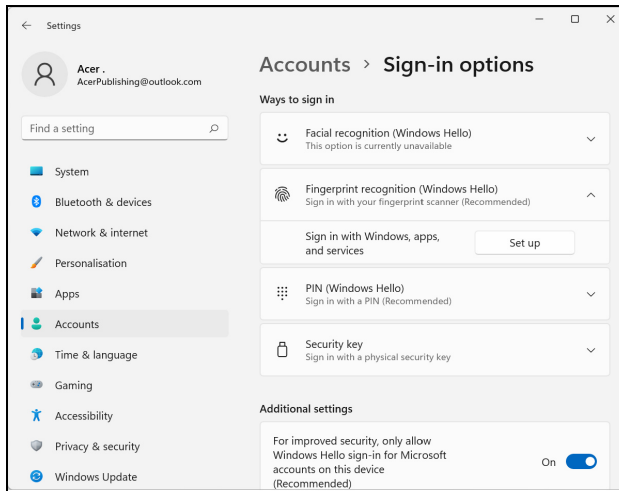 Settings
Acer .
AcerPublishing@outlook.com
Find a setting
System
Bluetooth & devices
Network & internet
Personalisation
Apps
Accounts
Time & language
Gaming
Accessibility
Privacy & security
Windows Update
Accounts > Sign-in options
Ways to sign in
Facial recognition (Windows Hello)
This option is currently unavailable
Fingerprint recognition (Windows Hello)
Sign in with your fingerprint scanner (Recommended)
Sign in with Windows, apps,
and services
Set up
PIN (Windows Hello)
Sign in with a PIN (Recommended)
Security key
Sign in with a physical security key
Additional settings
For improved security, only allow
Windows Hello sign-in for Microsoft
accounts on this device
(Recommended)
On